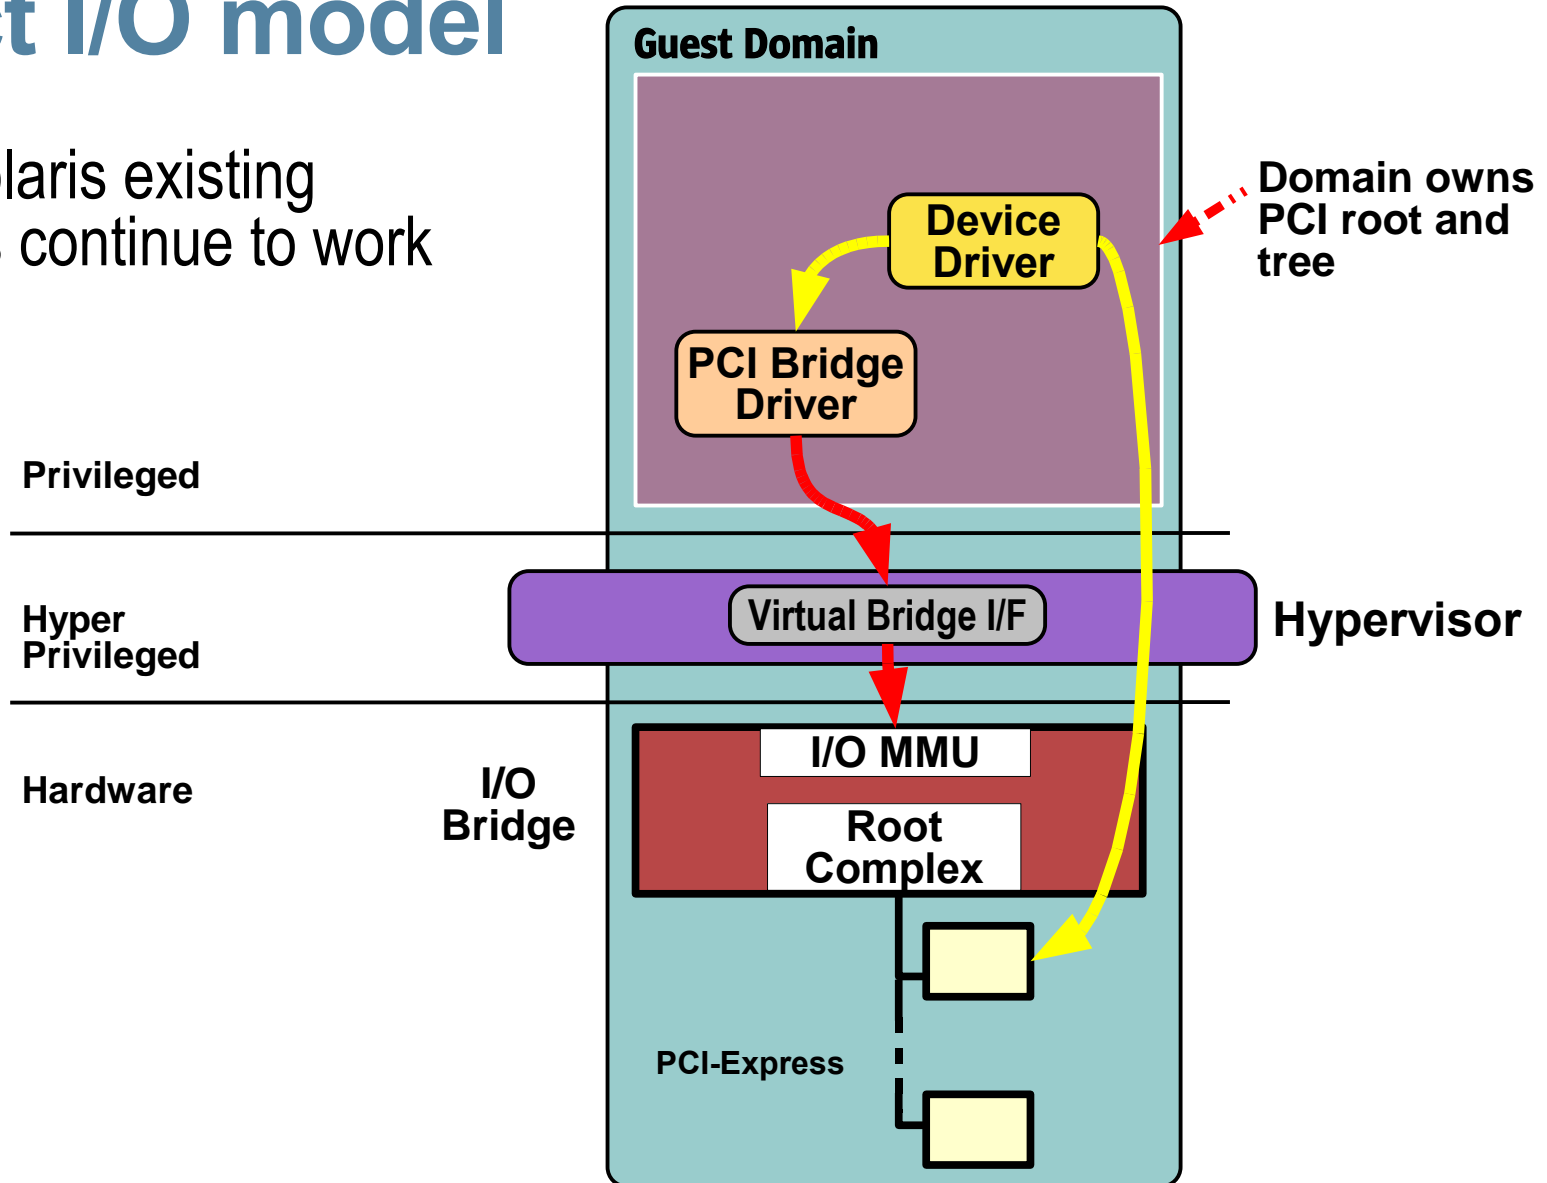 ct I/O model
laris existing
s continue to work
Guest Domain
Device
Driver
Domain owns
PCI root and
tree
PCI Bridge
Driver
Privileged
Hyper
Privileged
Virtual Bridge I/F
Hypervisor
Hardware
I/O
Bridge
I/O MMU
Root
Complex
PCI-Express